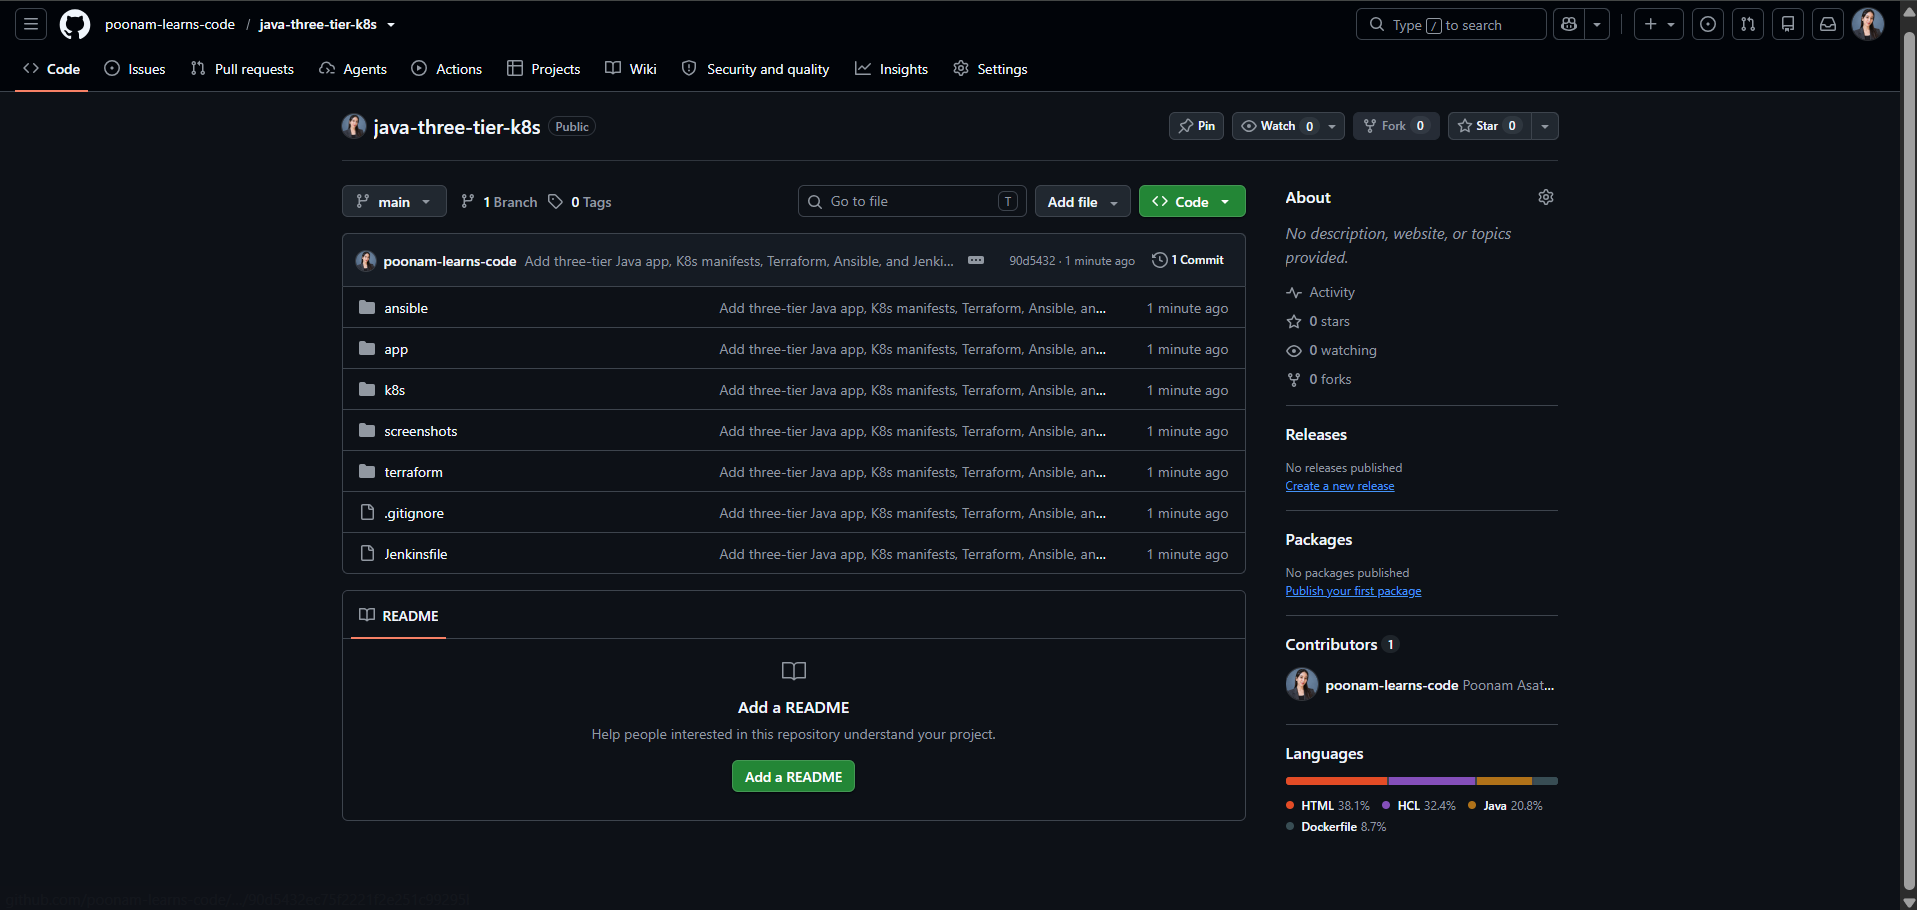 poonam-learns-code / java-three-tier-k8s
Type / to search
Code Issues Pull requests Agents Actions Projects Wiki Security and quality Insights Settings
java-three-tier-k8s Public
Pin Watch 0 Fork 0 Star 0
main 1 Branch 0 Tags Go to file T Add file Code
poonam-learns-code Add three-tier Java app, K8s manifests, Terraform, Ansible, and Jenki... 90d5432 · 1 minute ago 1 Commit
ansible Add three-tier Java app, K8s manifests, Terraform, Ansible, an... 1 minute ago
app Add three-tier Java app, K8s manifests, Terraform, Ansible, an... 1 minute ago
k8s Add three-tier Java app, K8s manifests, Terraform, Ansible, an... 1 minute ago
screenshots Add three-tier Java app, K8s manifests, Terraform, Ansible, an... 1 minute ago
terraform Add three-tier Java app, K8s manifests, Terraform, Ansible, an... 1 minute ago
.gitignore Add three-tier Java app, K8s manifests, Terraform, Ansible, an... 1 minute ago
Jenkinsfile Add three-tier Java app, K8s manifests, Terraform, Ansible, an... 1 minute ago
README
Add a README
Help people interested in this repository understand your project.
Add a README
About
No description, website, or topics
provided.
Activity
0 stars
0 watching
0 forks
Releases
No releases published
Create a new release
Packages
No packages published
Publish your first package
Contributors 1
poonam-learns-code Poonam Asat...
Languages
HTML 38.1% HCL 32.4% Java 20.8%
Dockerfile 8.7%